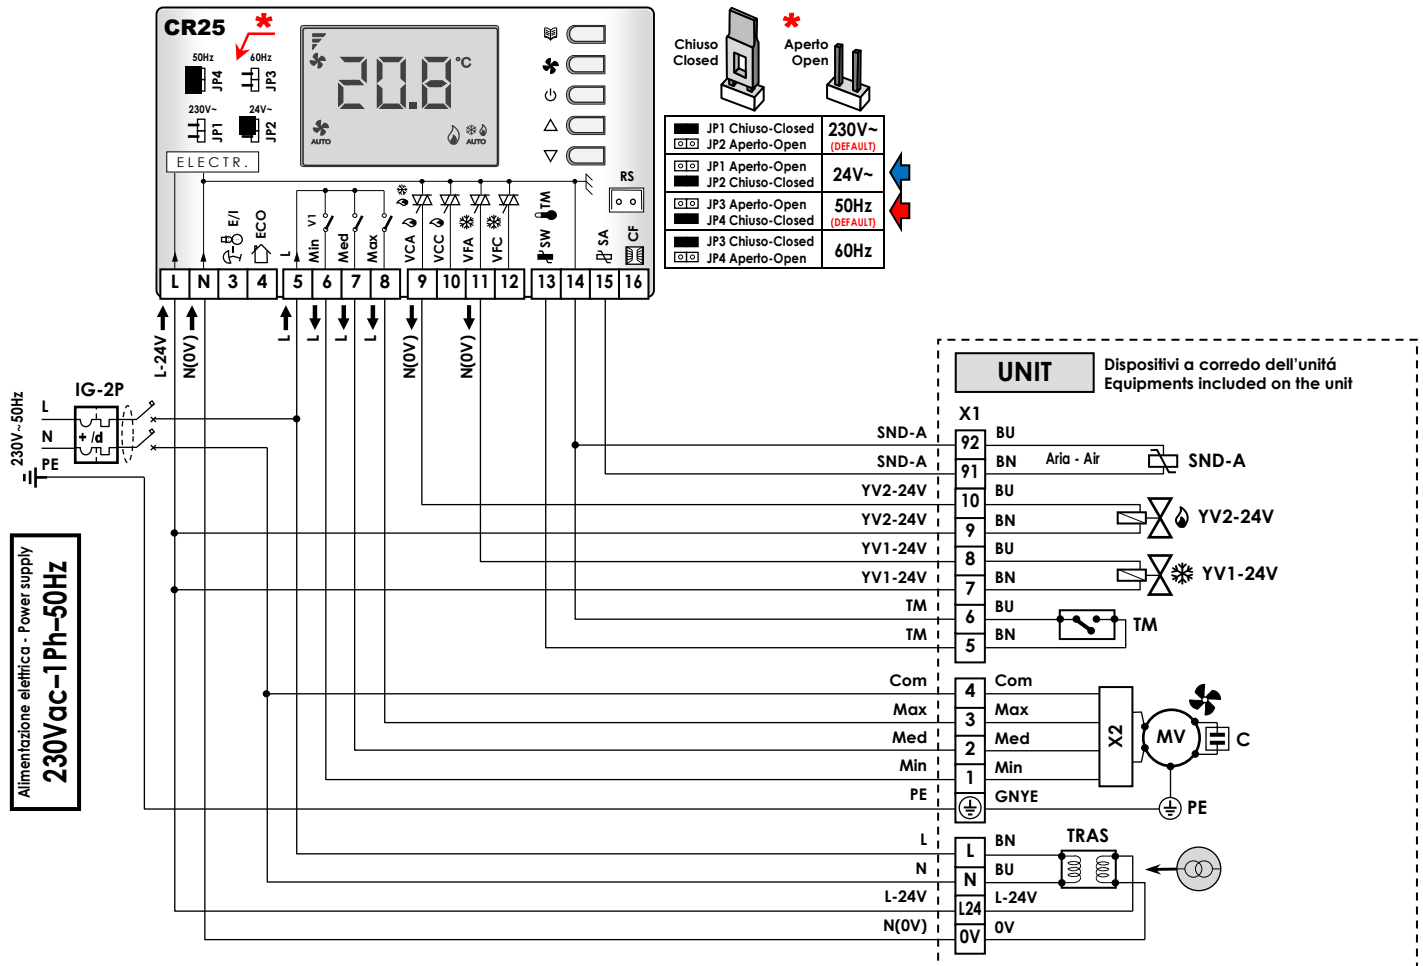 CR25
*
50Hz
JP4
60Hz
JP3
230V~
JP1
24V~
JP2
ELECTR.
20.8 °C
AUTO
AUTO
RS
E/I
ECO
L
Min
V1
Med
Max
VCA
VCC
VFA
VFC
SW
TM
SA
CF
L N 3 4 5 6 7 8 9 10 11 12 13 14 15 16
L-24V
N(0V)
L
L
L
L
N(0V)
N(0V)
Chiuso
Closed
*
Aperto
Open
JP1 Chiuso-Closed
JP2 Aperto-Open
230V~
(DEFAULT)
JP1 Aperto-Open
JP2 Chiuso-Closed
24V~
JP3 Aperto-Open
JP4 Chiuso-Closed
50Hz
(DEFAULT)
JP3 Chiuso-Closed
JP4 Aperto-Open
60Hz
230V~50Hz
L
N
PE
IG-2P
+ /d
Alimentazione elettrica - Power supply
230Vac-1Ph-50Hz
UNIT
Dispositivi a corredo dell'unitá
Equipments included on the unit
X1
SND-A 92 BU
SND-A 91 BN
Aria - Air
SND-A
YV2-24V 10 BU
YV2-24V 9 BN
YV2-24V
YV1-24V 8 BU
YV1-24V 7 BN
YV1-24V
TM 6 BU
TM 5 BN
TM
Com 4 Com
Max 3 Max
Med 2 Med
Min 1 Min
X2
MV
C
PE GNYE
PE
TRAS
L L BN
N N BU
L-24V L24 L-24V
N(0V) 0V 0V